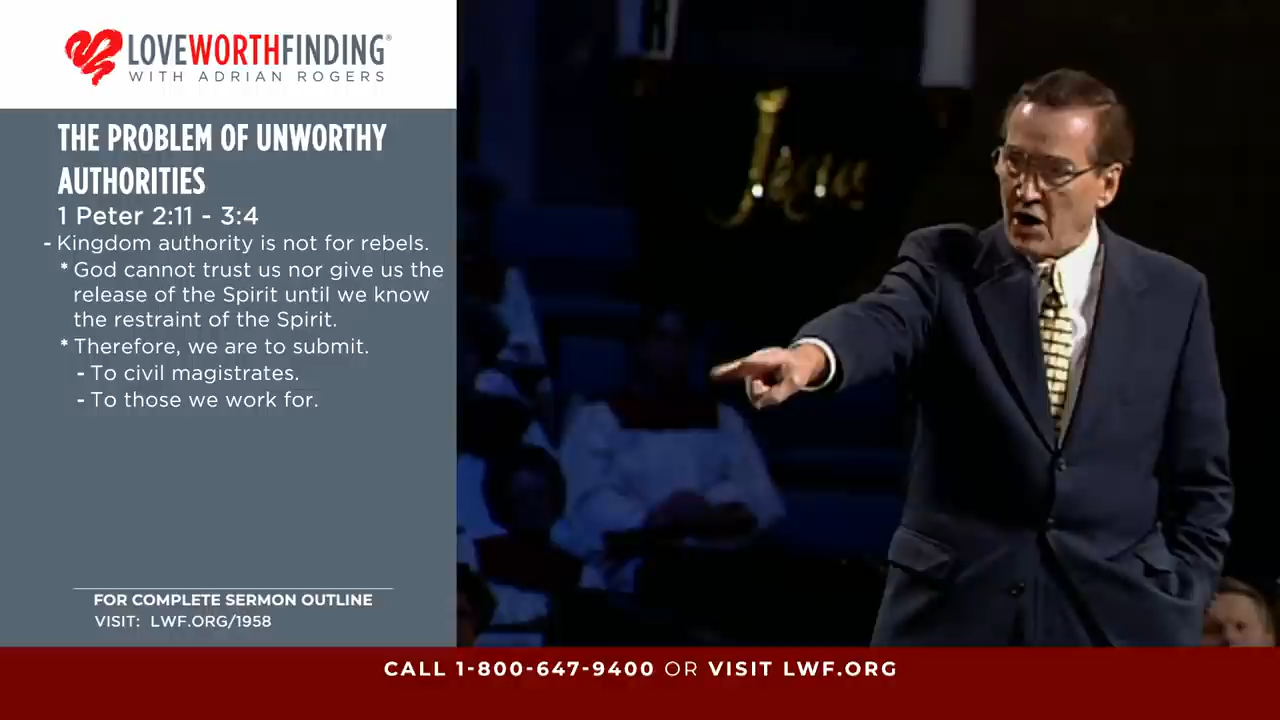 LOVEWORTHFINDING®
WITH ADRIAN ROGERS
THE PROBLEM OF UNWORTHY
AUTHORITIES
1 Peter 2:11 - 3:4
- Kingdom authority is not for rebels.
* God cannot trust us nor give us the
release of the Spirit until we know
the restraint of the Spirit.
* Therefore, we are to submit.
- To civil magistrates.
- To those we work for.
FOR COMPLETE SERMON OUTLINE
VISIT: LWF.ORG/1958
Jesus
CALL 1-800-647-9400 OR VISIT LWF.ORG